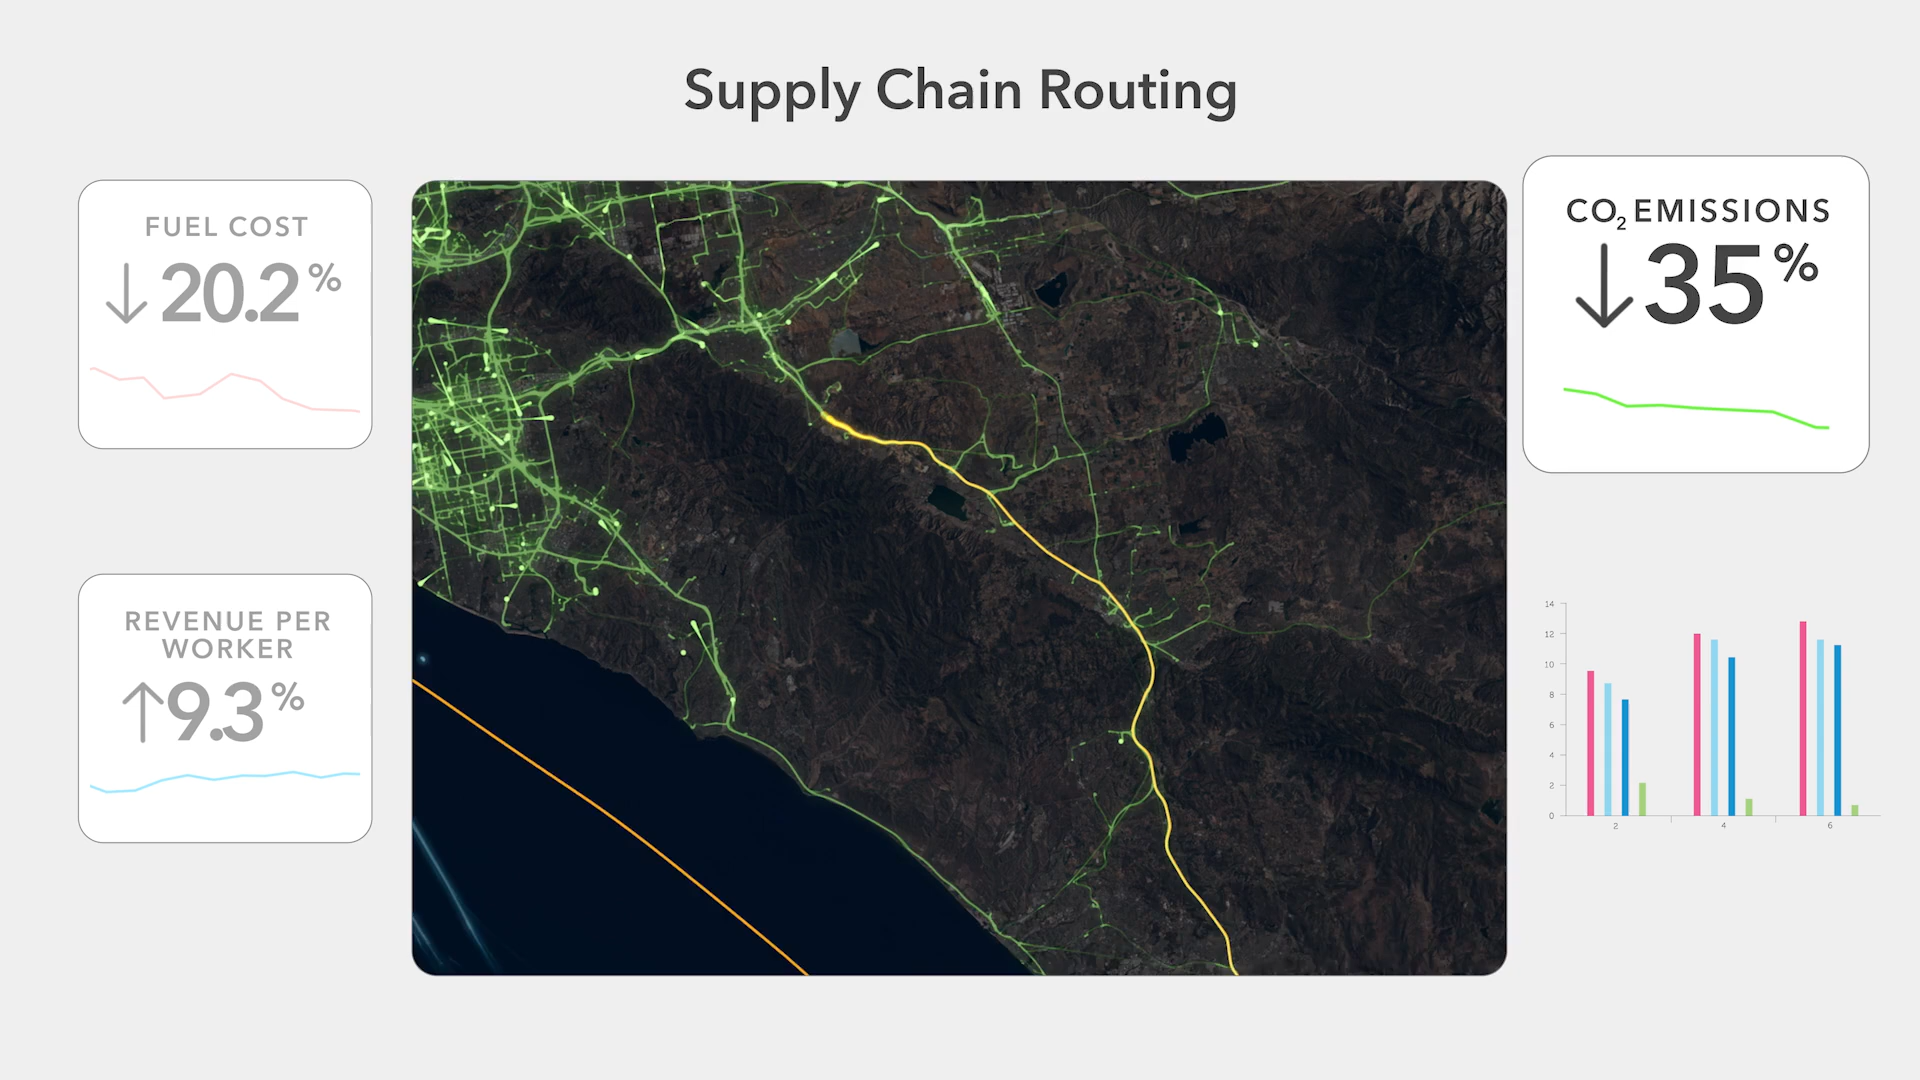 Supply Chain Routing
FUEL COST
↓20.2%
REVENUE PER
WORKER
↑9.3%
CO₂ EMISSIONS
↓35%
14
12
10
8
6
4
2
0
2
4
6